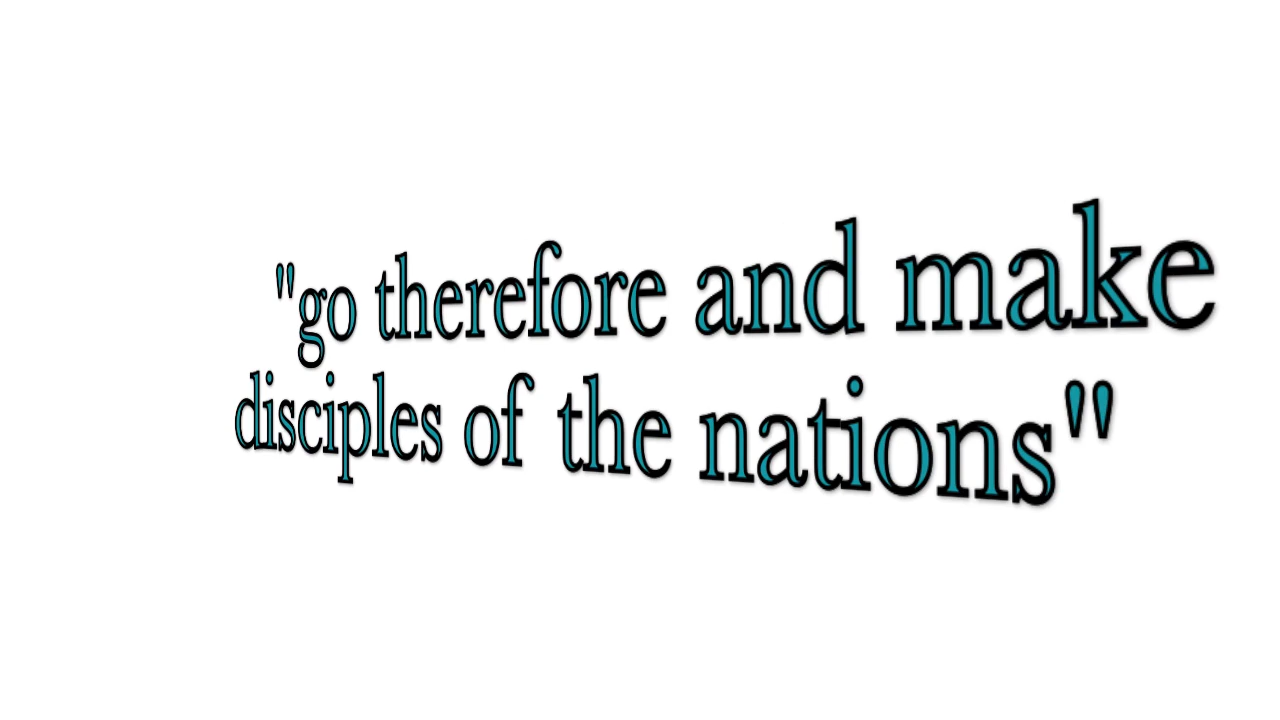 "go therefore and make
disciples of the nations"